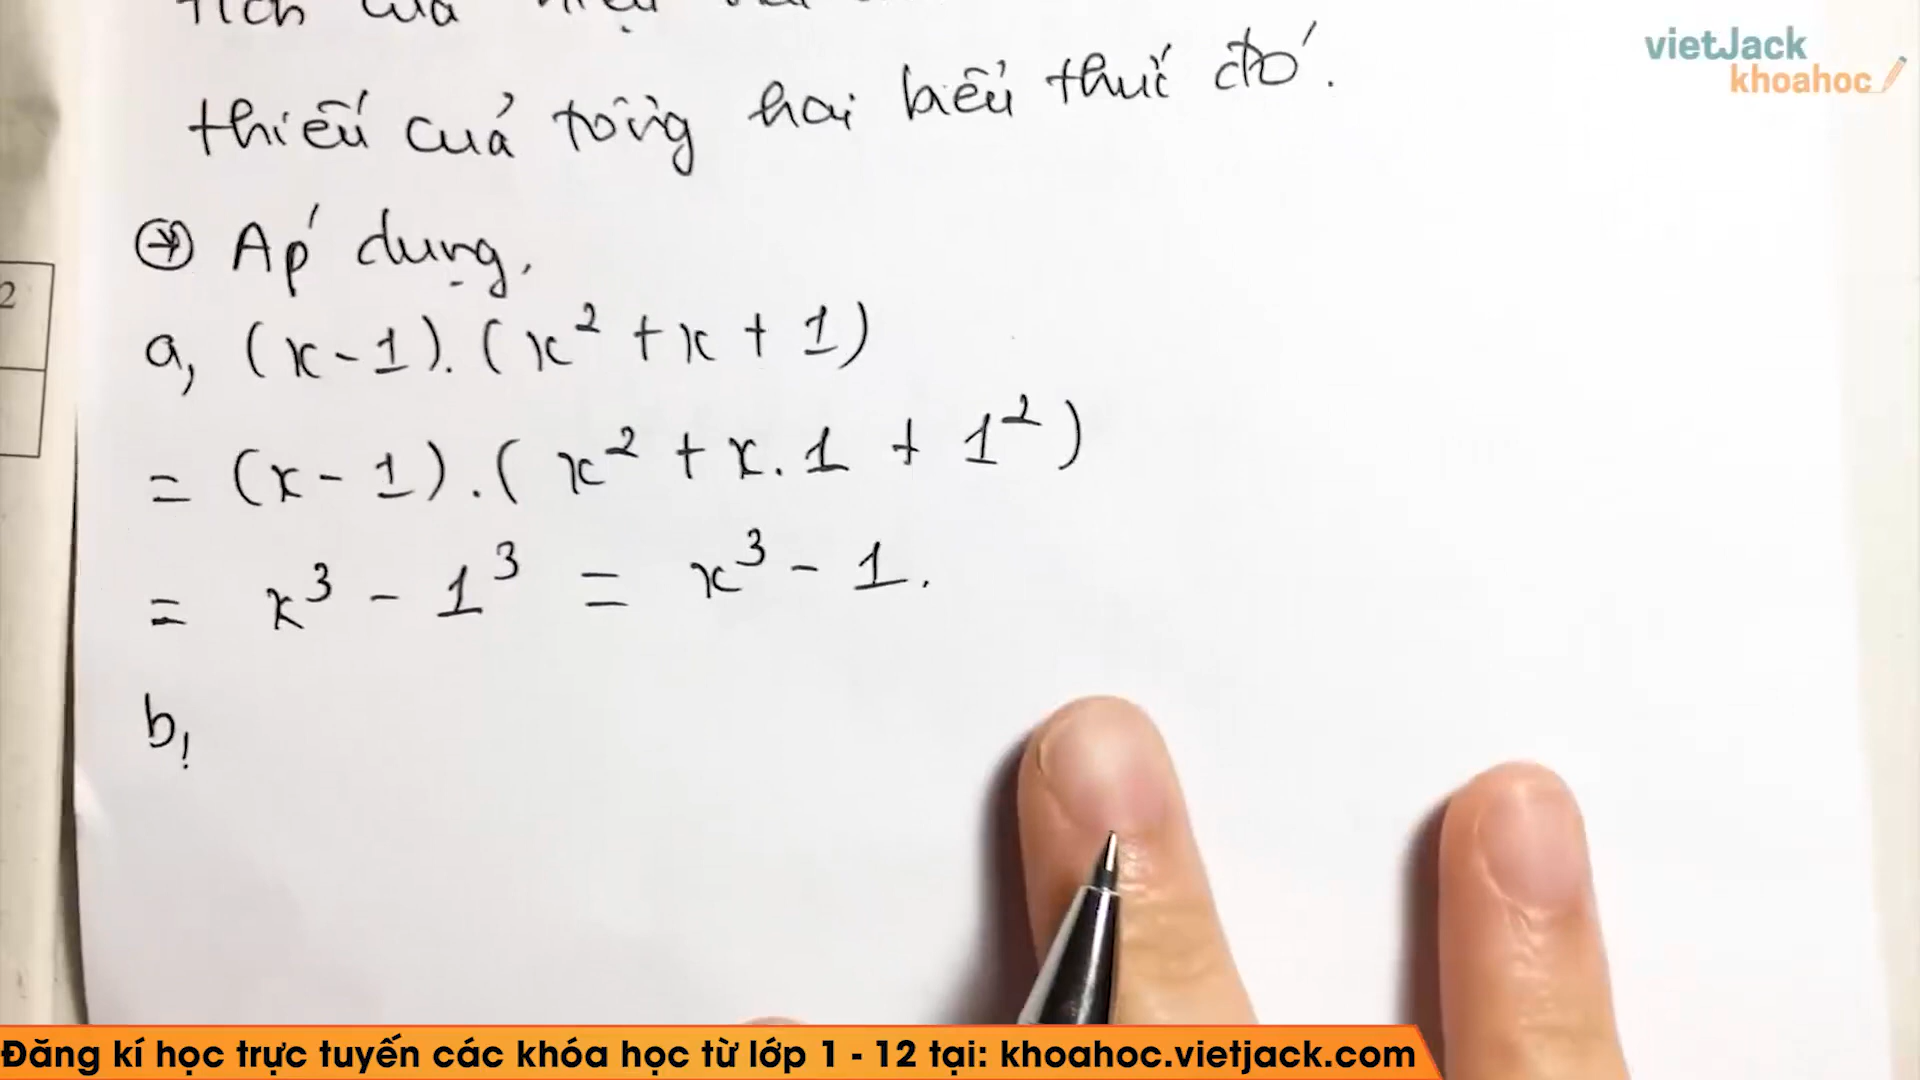 vietJack
khoahoc
thiếu của tổng hai biểu thức đó.
→ Áp dụng,
2
a, (x - 1). (x² + x + 1)
= (x - 1) . ( x² + x. 1 + 1² )
= x³ - 1³ = x³ - 1.
b,
Đăng kí học trực tuyến các khóa học từ lớp 1 - 12 tại: khoahoc.vietjack.com